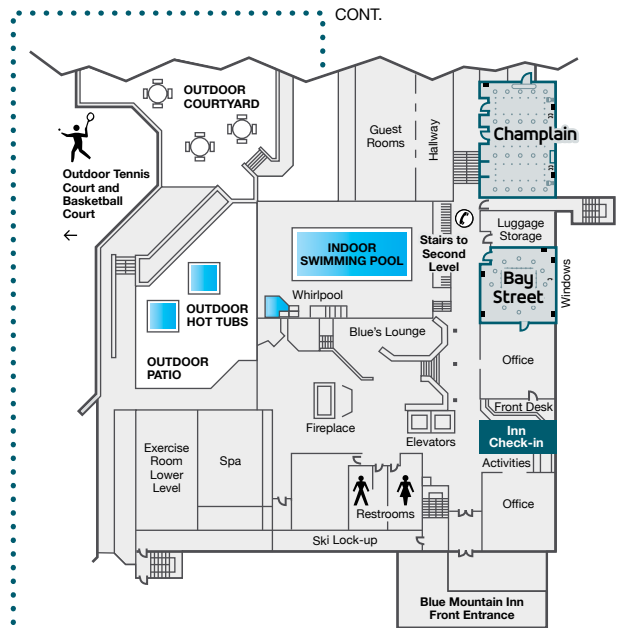 CONT.
OUTDOOR
COURTYARD
Outdoor Tennis
Court and
Basketball
Court
Guest
Rooms
Hallway
Champlain
Luggage
Storage
Stairs to
Second
Level
INDOOR
SWIMMING POOL
Bay
Street
Windows
Whirlpool
OUTDOOR
HOT TUBS
Blue's Lounge
OUTDOOR
PATIO
Office
Front Desk
Fireplace
Elevators
Inn
Check-in
Exercise
Room
Lower
Level
Spa
Activities
Office
Restrooms
Ski Lock-up
Blue Mountain Inn
Front Entrance